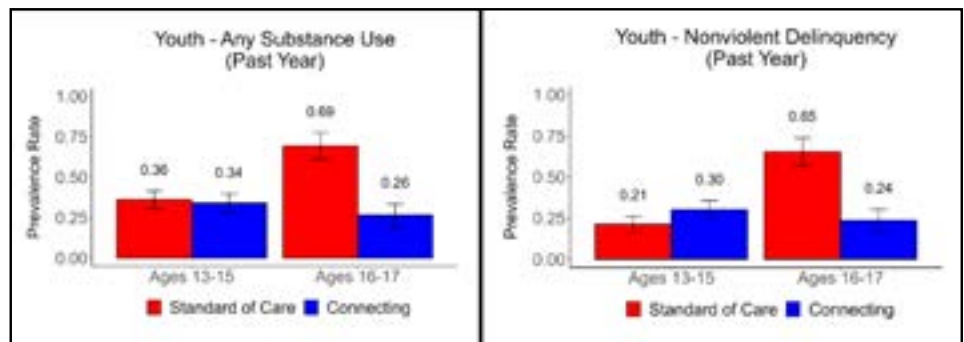 Youth - Any Substance Use
(Past Year)
Prevalence Rate
1.00
0.75
0.50
0.25
0.00
0.36
0.34
0.69
0.26
Ages 13-15
Ages 16-17
Standard of Care
Connecting
Youth - Nonviolent Delinquency
(Past Year)
Prevalence Rate
1.00
0.75
0.50
0.25
0.00
0.21
0.30
0.65
0.24
Ages 13-15
Ages 16-17
Standard of Care
Connecting